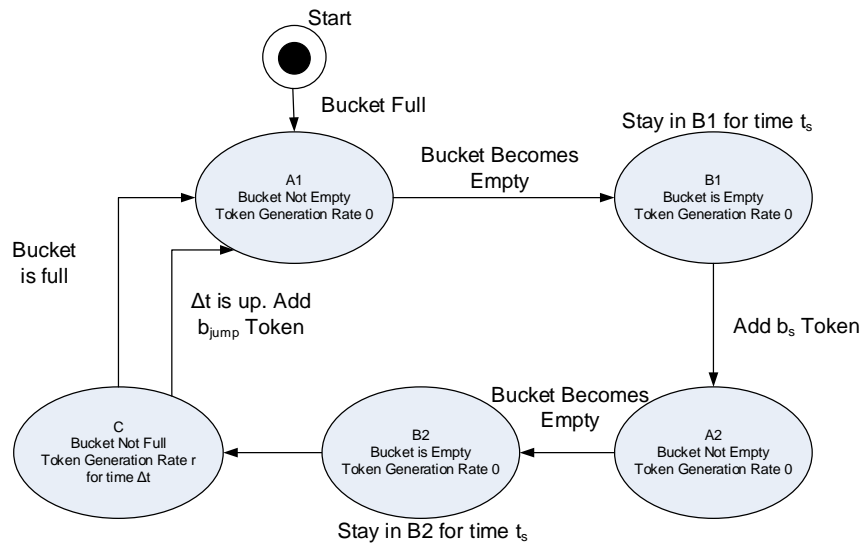 Start
Bucket Full
Stay in B1 for time ts
A1
Bucket Not Empty
Token Generation Rate 0
Bucket Becomes
Empty
B1
Bucket is Empty
Token Generation Rate 0
Bucket
is full
Δt is up. Add
bjump Token
Add bs Token
C
Bucket Not Full
Token Generation Rate r
for time Δt
B2
Bucket is Empty
Token Generation Rate 0
Bucket Becomes
Empty
A2
Bucket Not Empty
Token Generation Rate 0
Stay in B2 for time ts